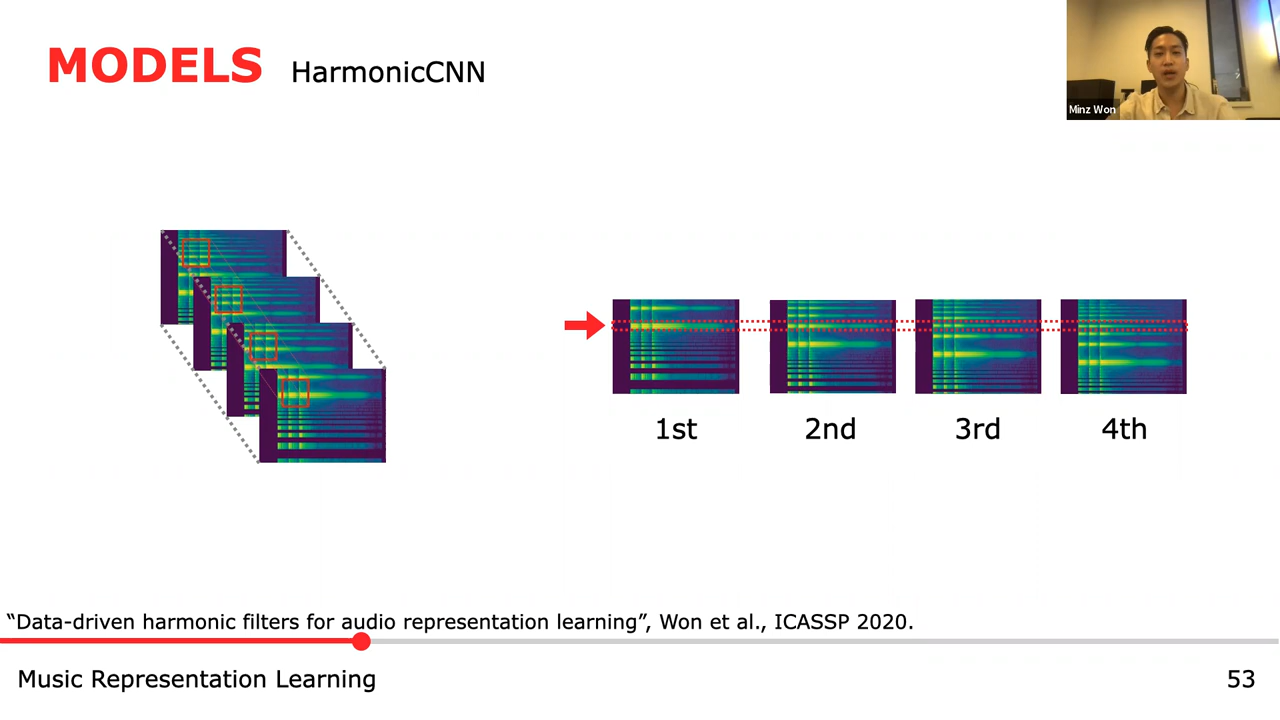 MODELS HarmonicCNN
Minz Won
1st 2nd 3rd 4th
“Data-driven harmonic filters for audio representation learning”, Won et al., ICASSP 2020.
Music Representation Learning 53